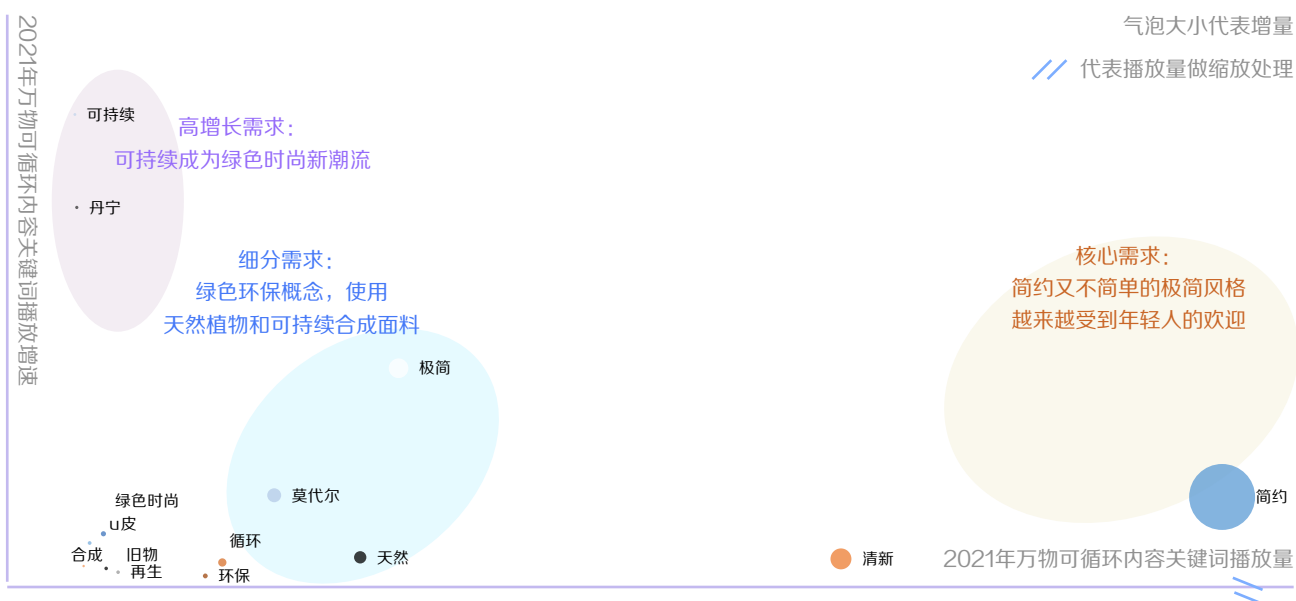 气泡大小代表增量
代表播放量做缩放处理
2021年万物可循环内容关键词播放增速
可持续
高增长需求：
可持续成为绿色时尚新潮流
丹宁
细分需求：
绿色环保概念，使用
天然植物和可持续合成面料
核心需求：
简约又不简单的极简风格
越来越受到年轻人的欢迎
极简
莫代尔
简约
绿色时尚
u皮
循环
合成
旧物
再生
环保
天然
清新
2021年万物可循环内容关键词播放量